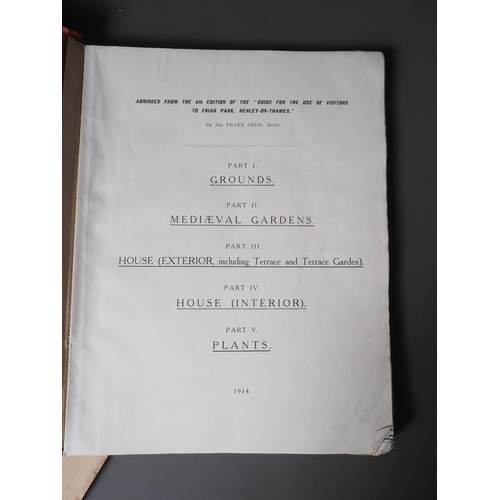 ABRIDGED FROM THE 4th EDITION OF THE "GUIDE FOR THE USE OF VISITORS
TO FRIAR PARK, HENLEY-ON-THAMES."
BY SIR FRANK CRISP, BART.
PART I.
GROUNDS.
PART II.
MEDIÆVAL GARDENS.
PART III.
HOUSE (EXTERIOR, including Terrace and Terrace Garden).
PART IV.
HOUSE (INTERIOR).
PART V.
PLANTS.
1914.